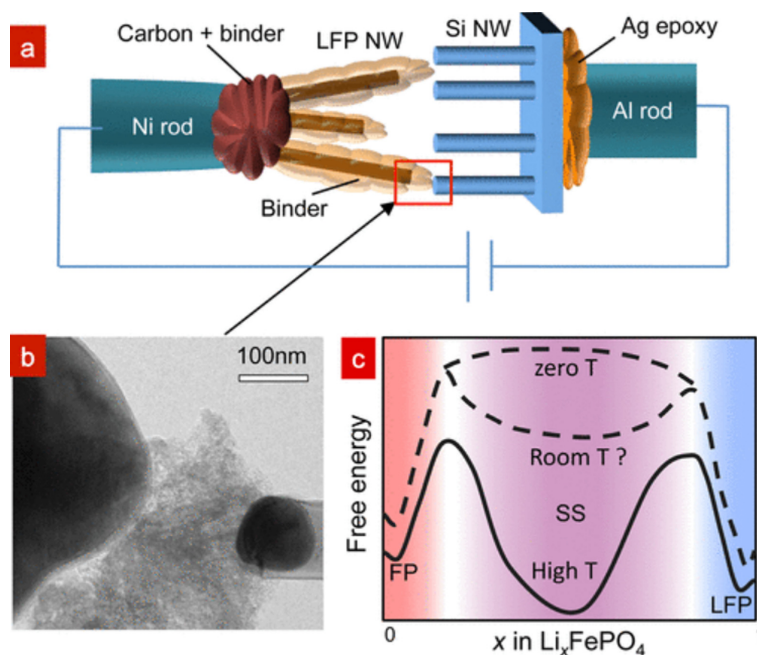 a
Carbon + binder
LFP NW
Si NW
Ag epoxy
Ni rod
Al rod
Binder
b
100nm
c
zero T
Room T ?
SS
High T
FP
LFP
Free energy
0
x in LiₓFePO₄